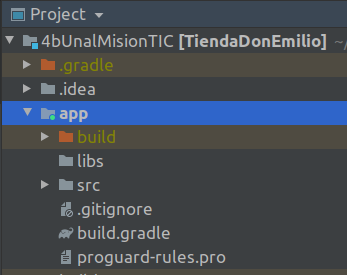 Project
4bUnalMisionTIC [TiendaDonEmilio] ~/
.gradle
.idea
app
build
libs
src
.gitignore
build.gradle
proguard-rules.pro